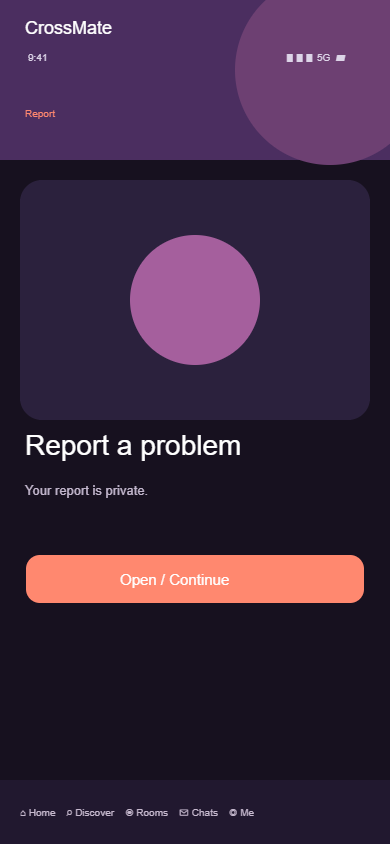 CrossMate
9:41 5G
Report
Report a problem
Your report is private.
Open / Continue
Home Discover Rooms Chats Me